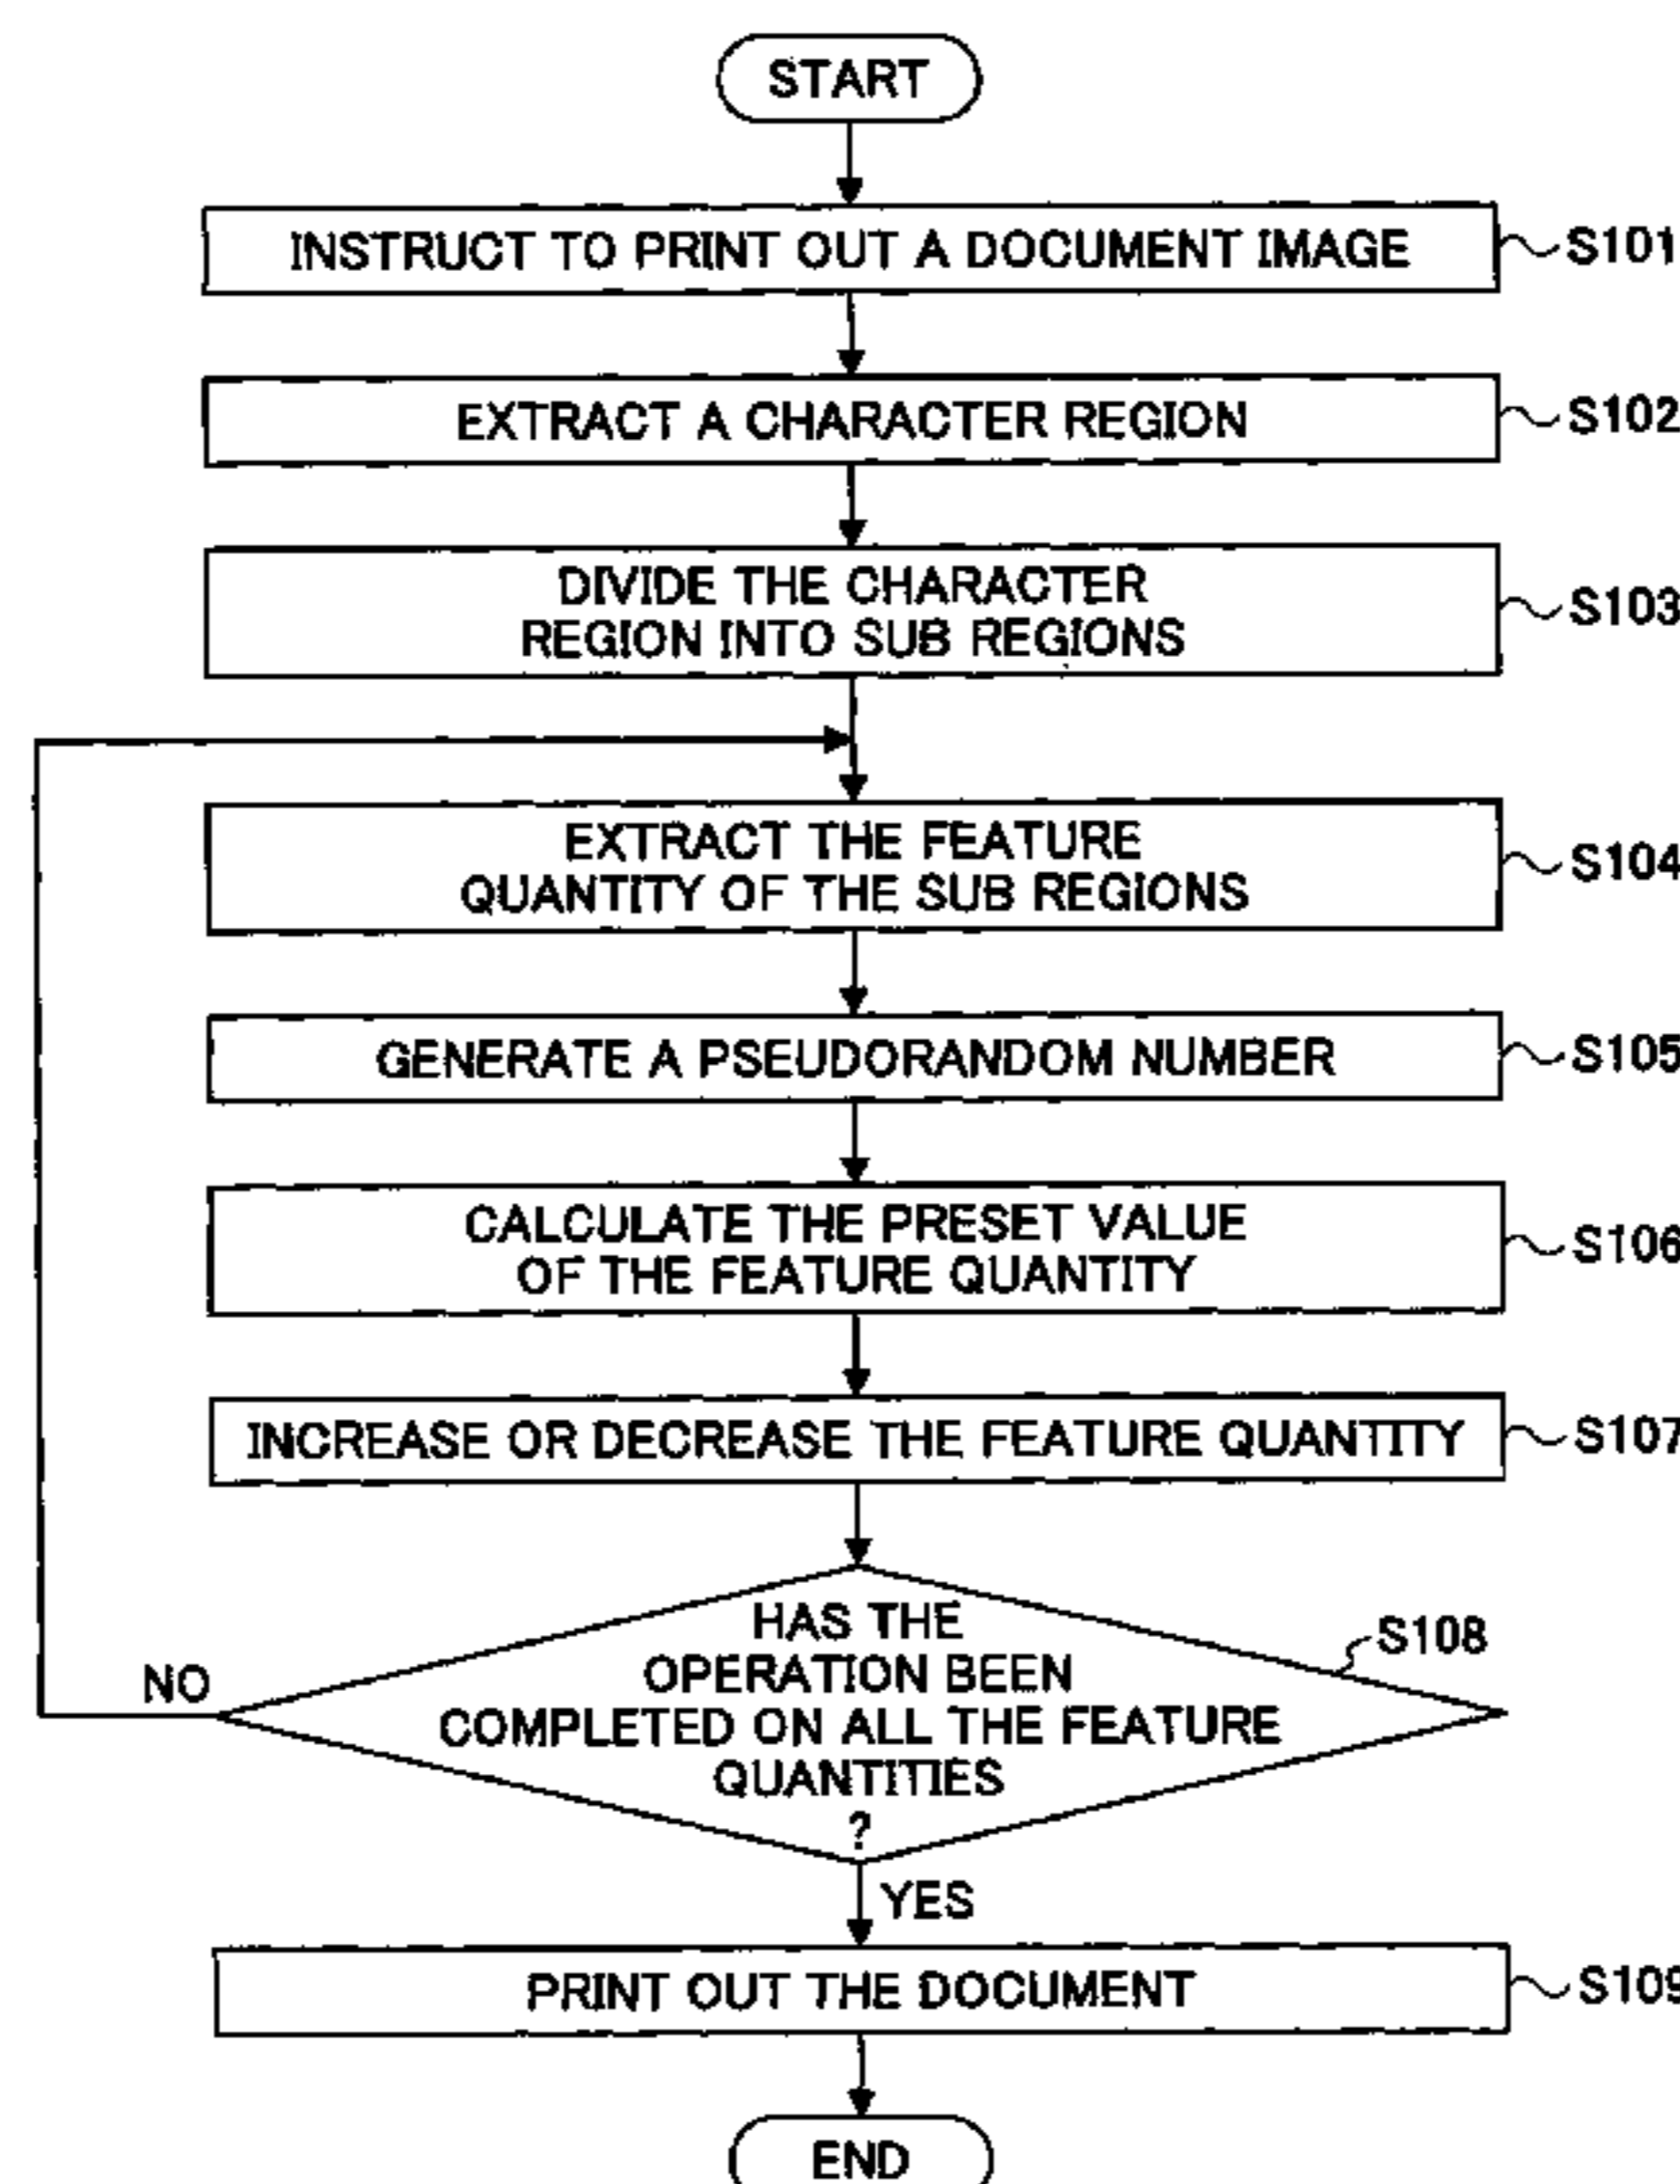 START
INSTRUCT TO PRINT OUT A DOCUMENT IMAGE
S101
EXTRACT A CHARACTER REGION
S102
DIVIDE THE CHARACTER
REGION INTO SUB REGIONS
S103
EXTRACT THE FEATURE
QUANTITY OF THE SUB REGIONS
S104
GENERATE A PSEUDORANDOM NUMBER
S105
CALCULATE THE PRESET VALUE
OF THE FEATURE QUANTITY
S106
INCREASE OR DECREASE THE FEATURE QUANTITY
S107
HAS THE
OPERATION BEEN
COMPLETED ON ALL THE FEATURE
QUANTITIES
?
S108
NO
YES
PRINT OUT THE DOCUMENT
S109
END